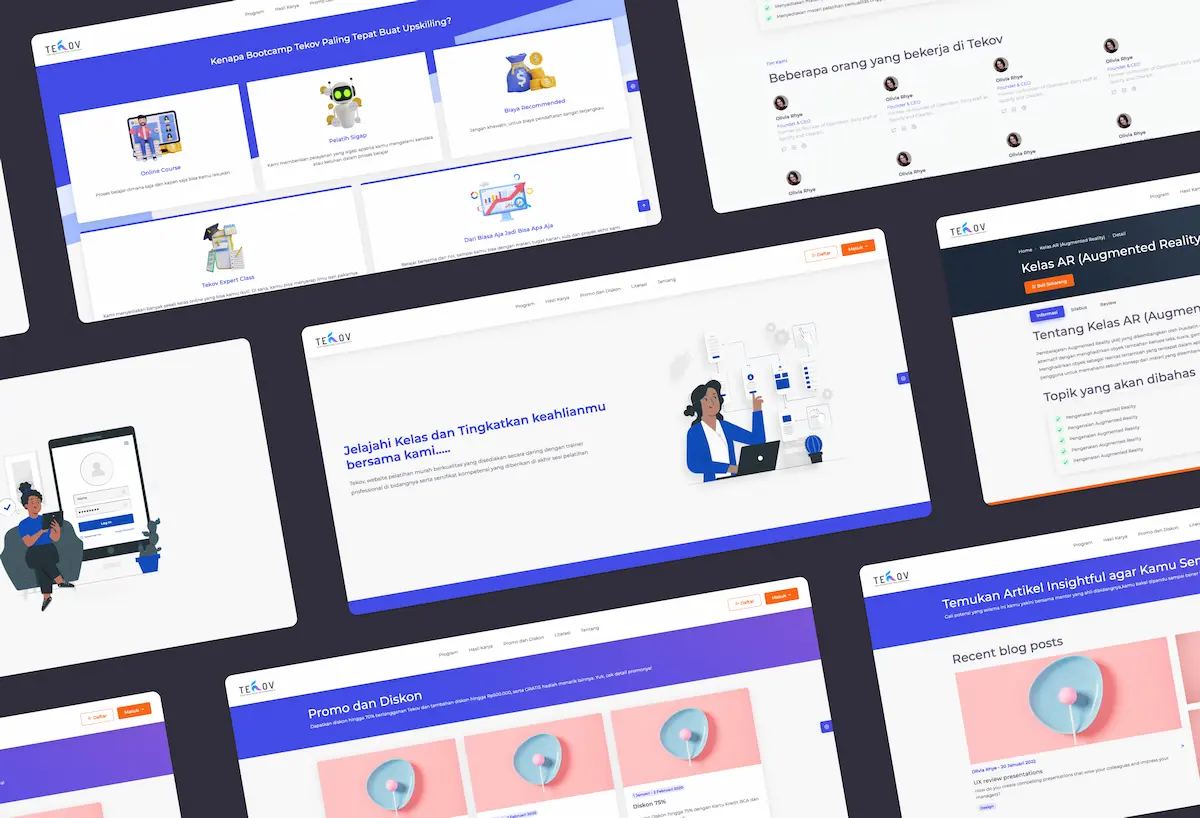 TEKOV
Program
Hasil Karya
Kenapa Bootcamp Tekov Paling Tepat Buat Upskilling?
Online Course
Proses belajar dimana saja dan kapan saja bisa kamu lakukan.
Pelatih Sigap
Kami memberikan pelayanan yang sigap apabila kamu mengalami kendala
atau keluhan dalam proses belajar
Biaya Recommended
Jangan khawatir, untuk biaya pendaftaran sangat terjangkau
Tekov Expert Class
Dari Biasa Aja Jadi Bisa Apa Aja
Tim Kami
Beberapa orang yang bekerja di Tekov
Olivia Rhye
Founder & CEO
Olivia Rhye
Founder & CEO
Olivia Rhye
Founder & CEO
Olivia Rhye
Founder & CEO
Olivia Rhye
Olivia Rhye
Olivia Rhye
Olivia Rhye
TEKOV
Program
Hasil Karya
Promo dan Diskon
Literasi
Tentang
Daftar
Masuk
Jelajahi Kelas dan Tingkatkan keahlianmu
bersama kami.....
Tekov, website pelatihan murah berkualitas yang disediakan secara daring dengan trainer
professional di bidangnya serta sertifikat kompetensi yang diberikan di akhir sesi pelatihan
TEKOV
Program
Home
Kelas AR (Augmented Reality)
Detail
Kelas AR (Augmented Reality
Beli Sekarang
Informasi
Silabus
Review
Tentang Kelas AR (Augmen
Topik yang akan dibahas
Pengenalan Augmented Reality
Pengenalan Augmented Reality
Pengenalan Augmented Reality
Pengenalan Augmented Reality
Pengenalan Augmented Reality
Name
Log in
Daftar
Masuk
TEKOV
Program
Hasil Karya
Promo dan Diskon
Literasi
Tentang
Daftar
Masuk
Promo dan Diskon
Dapatkan diskon hingga 70% berlangganan Tekov dan tambahan diskon hingga Rp500,000, serta GRATIS hadiah menarik lainnya. Yuk, cek detail promonya!
1 Januari - 2 Februari 2020
Diskon 75%
TEKOV
Program
Hasil Karya
Promo dan Diskon
Temukan Artikel Insightful agar Kamu Sem
Recent blog posts
Olivia Rhye • 20 Januari 2022
UX review presentations
How do you create compelling presentations that wow your colleagues and impress your
managers?
Design